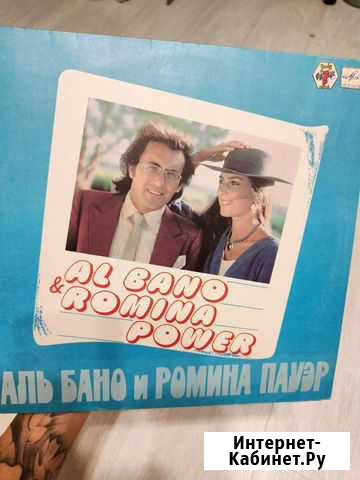 AL BANO
& ROMINA
POWER
АЛЬ БАНО и РОМИНА ПАУЭР
Интернет-
Кабинет.Ру